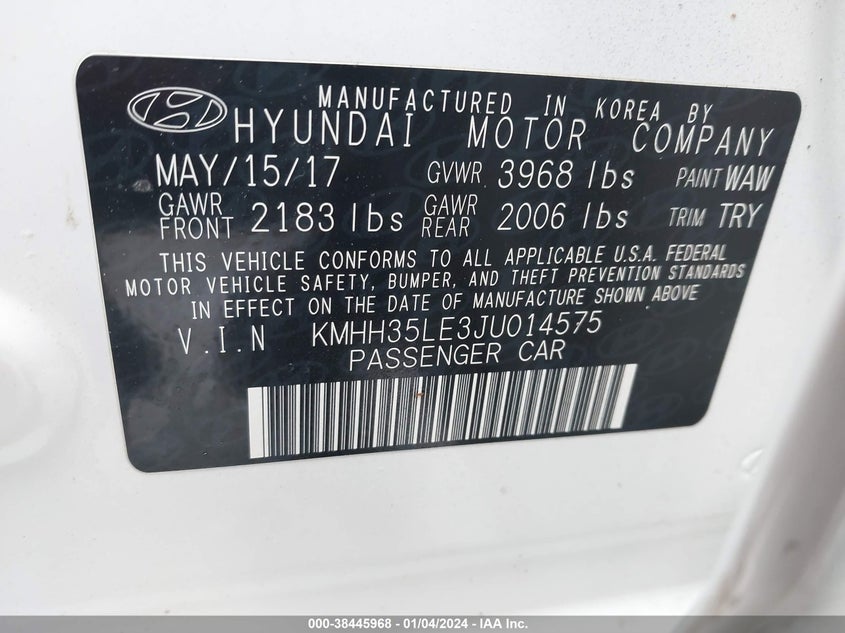 MANUFACTURED IN KOREA BY
HYUNDAI MOTOR COMPANY
MAY/15/17 GVWR 3968 lbs PAINT WAW
GAWR FRONT 2183 lbs GAWR REAR 2006 lbs TRIM TRY
THIS VEHICLE CONFORMS TO ALL APPLICABLE U.S.A. FEDERAL
MOTOR VEHICLE SAFETY, BUMPER, AND THEFT PREVENTION STANDARDS
IN EFFECT ON THE DATE OF MANUFACTURE SHOWN ABOVE
V.I.N KMHH35LE3JU014575
PASSENGER CAR
000-38445968 - 01/04/2024 - IAA Inc.